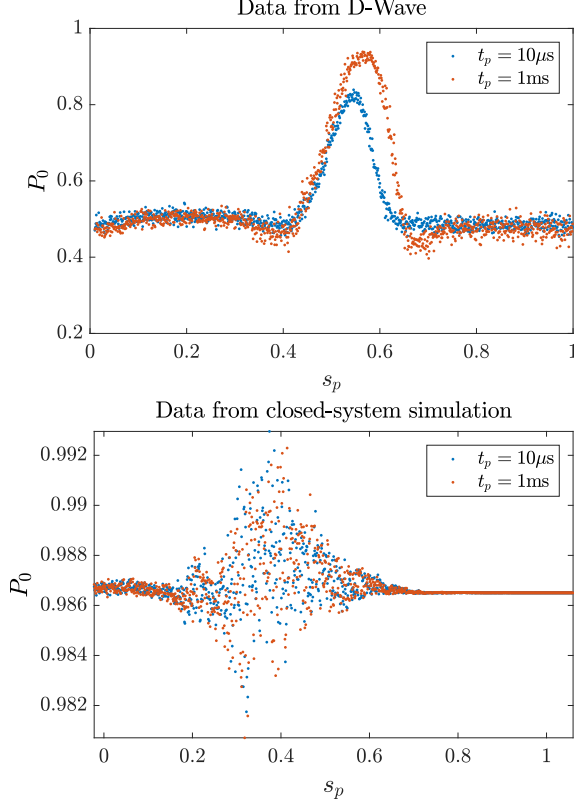 Data from D-Wave
1
0.8
0.6
0.4
0.2
P₀
tₚ = 10μs
tₚ = 1ms
0 0.2 0.4 0.6 0.8 1
sₚ
Data from closed-system simulation
0.992
0.99
0.988
0.986
0.984
0.982
P₀
tₚ = 10μs
tₚ = 1ms
0 0.2 0.4 0.6 0.8 1
sₚ